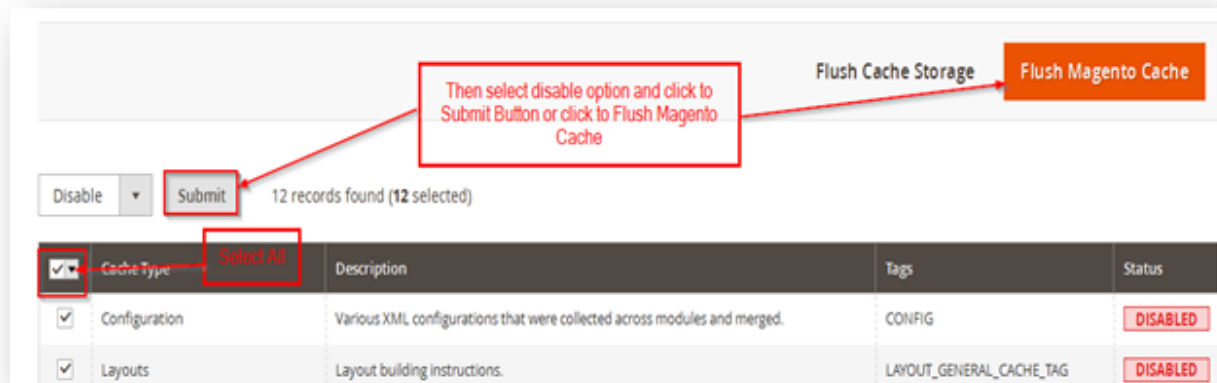 Flush Cache Storage
Flush Magento Cache
Then select disable option and click to
Submit Button or click to Flush Magento
Cache
Disable
Submit
12 records found (12 selected)
Select All
Cache Type
Description
Tags
Status
Configuration
Various XML configurations that were collected across modules and merged.
CONFIG
DISABLED
Layouts
Layout building instructions.
LAYOUT_GENERAL_CACHE_TAG
DISABLED